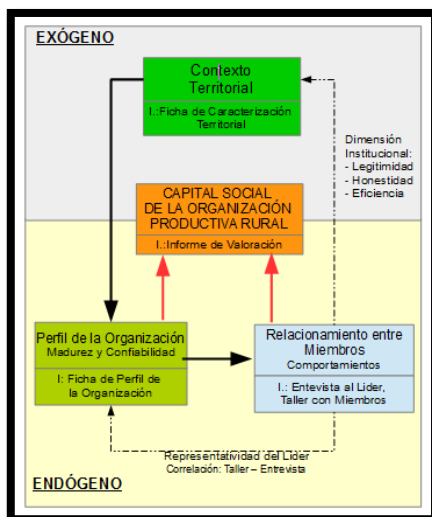 EXÓGENO
Contexto
Territorial
I.:Ficha de Caracterización
Territorial
Dimensión
Institucional:
- Legitimidad
- Honestidad
- Eficiencia
CAPITAL SOCIAL
DE LA ORGANIZACIÓN
PRODUCTIVA RURAL
I.:Informe de Valoración
Perfil de la Organización
Madurez y Confiabilidad
I: Ficha de Perfil de
la Organización
Relacionamiento entre
Miembros
Comportamientos
I.: Entevista al Lider,
Taller con Miembros
Representatividad del Lider
Correlación: Taller – Entrevista
ENDÓGENO